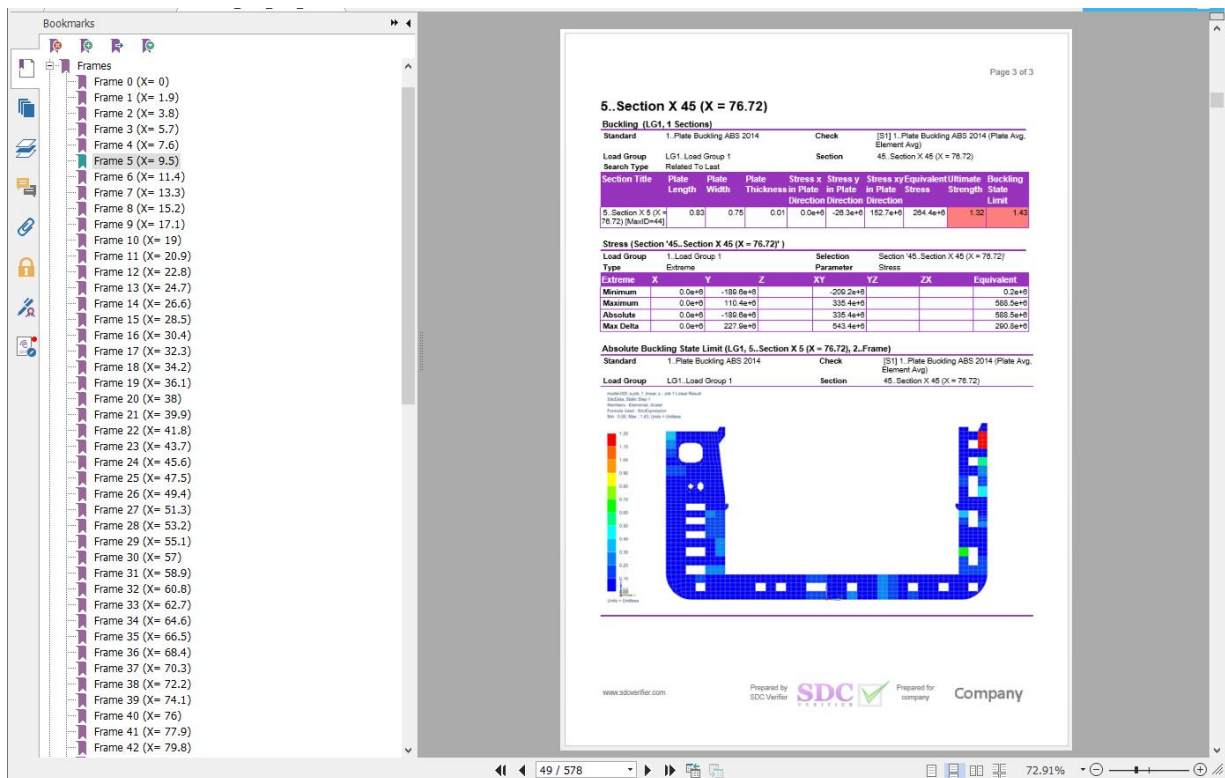 Bookmarks
Frames
Frame 0 (X= 0)
Frame 1 (X= 1.9)
Frame 2 (X= 3.8)
Frame 3 (X= 5.7)
Frame 4 (X= 7.6)
Frame 5 (X= 9.5)
Frame 6 (X= 11.4)
Frame 7 (X= 13.3)
Frame 8 (X= 15.2)
Frame 9 (X= 17.1)
Frame 10 (X= 19)
Frame 11 (X= 20.9)
Frame 12 (X= 22.8)
Frame 13 (X= 24.7)
Frame 14 (X= 26.6)
Frame 15 (X= 28.5)
Frame 16 (X= 30.4)
Frame 17 (X= 32.3)
Frame 18 (X= 34.2)
Frame 19 (X= 36.1)
Frame 20 (X= 38)
Frame 21 (X= 39.9)
Frame 22 (X= 41.8)
Frame 23 (X= 43.7)
Frame 24 (X= 45.6)
Frame 25 (X= 47.5)
Frame 26 (X= 49.4)
Frame 27 (X= 51.3)
Frame 28 (X= 53.2)
Frame 29 (X= 55.1)
Frame 30 (X= 57)
Frame 31 (X= 58.9)
Frame 32 (X= 60.8)
Frame 33 (X= 62.7)
Frame 34 (X= 64.6)
Frame 35 (X= 66.5)
Frame 36 (X= 68.4)
Frame 37 (X= 70.3)
Frame 38 (X= 72.2)
Frame 39 (X= 74.1)
Frame 40 (X= 76)
Frame 41 (X= 77.9)
Frame 42 (X= 79.8)
Page 3 of 3
5..Section X 45 (X = 76.72)
Buckling (LG1, 1 Sections)
Standard 1..Plate Buckling ABS 2014 Check [S1] 1..Plate Buckling ABS 2014 (Plate Avg,
Element Avg)
Load Group LG1..Load Group 1 Section 45..Section X 45 (X = 76.72)
Search Type Related To Last
Section Title Plate Plate Plate Stress x Stress y Stress xy Equivalent Ultimate Buckling
Length Width Thickness in Plate in Plate in Plate Stress Strength State
Direction Direction Direction Limit
5..Section X 5 (X = 0.83 0.75 0.01 0.0e+6 -26.3e+6 152.7e+6 264.4e+6 1.32 1.43
76.72) [MaxID=44]
Stress (Section '45..Section X 45 (X = 76.72)' )
Load Group 1..Load Group 1 Selection Section '45..Section X 45 (X = 76.72)'
Type Extreme Parameter Stress
Extreme X Y Z XY YZ ZX Equivalent
Minimum 0.0e+6 -189.6e+6 -209.2e+6 0.2e+6
Maximum 0.0e+6 110.4e+6 335.4e+6 588.5e+6
Absolute 0.0e+6 -189.6e+6 335.4e+6 588.5e+6
Max Delta 0.0e+6 227.9e+6 543.4e+6 290.8e+6
Absolute Buckling State Limit (LG1, 5..Section X 5 (X = 76.72), 2..Frame)
Standard 1..Plate Buckling ABS 2014 Check [S1] 1..Plate Buckling ABS 2014 (Plate Avg,
Element Avg)
Load Group LG1..Load Group 1 Section 45..Section X 45 (X = 76.72)
Units = Unitless
www.sdcverifier.com
Prepared by
SDC Verifier
SDC
VERIFIER
Prepared for
company
Company
49 / 578
72.91%